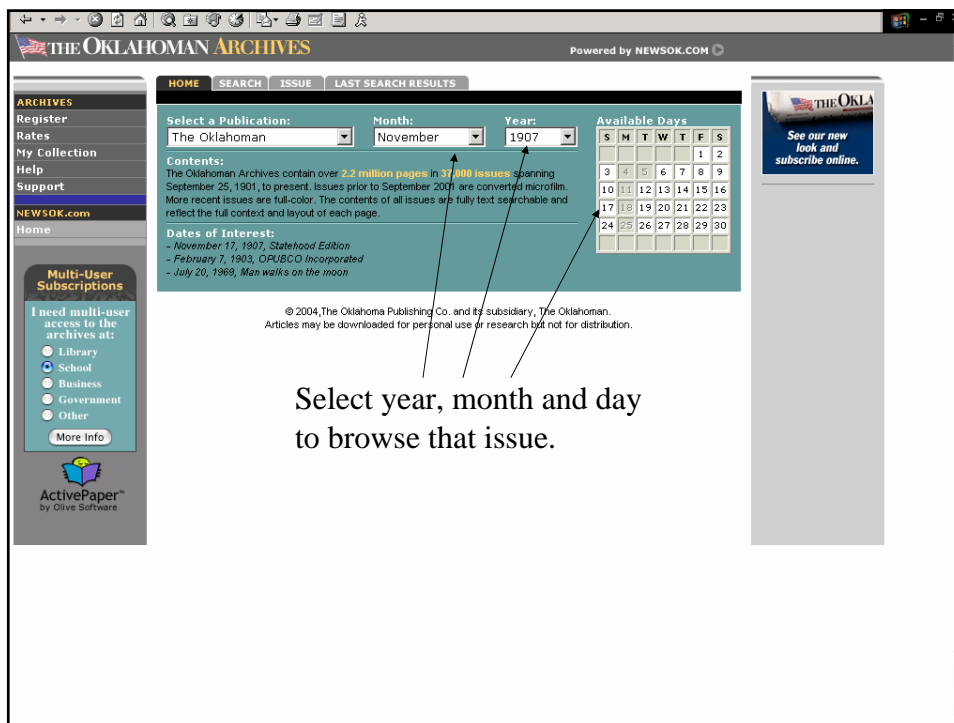 THE OKLAHOMAN ARCHIVES
Powered by NEWSOK.COM
HOME SEARCH ISSUE LAST SEARCH RESULTS
ARCHIVES
Register
Rates
My Collection
Help
Support
NEWSOK.com
Home
Multi-User
Subscriptions
I need multi-user
access to the
archives at:
Library
School
Business
Government
Other
More Info
ActivePaper™
by Olive Software
Select a Publication: Month: Year:
The Oklahoman November 1907
Contents:
The Oklahoman Archives contain over 2.2 million pages in 37,000 issues spanning
September 25, 1901, to present. Issues prior to September 2001 are converted microfilm.
More recent issues are full-color. The contents of all issues are fully text searchable and
reflect the full context and layout of each page.
Dates of Interest:
- November 17, 1907, Statehood Edition
- February 7, 1903, OPUBCO Incorporated
- July 20, 1969, Man walks on the moon
Available Days
S M T W T F S
1 2
3 4 5 6 7 8 9
10 11 12 13 14 15 16
17 18 19 20 21 22 23
24 25 26 27 28 29 30
THE OKLA
See our new
look and
subscribe online.
© 2004,The Oklahoma Publishing Co. and its subsidiary, The Oklahoman.
Articles may be downloaded for personal use or research but not for distribution.
Select year, month and day
to browse that issue.